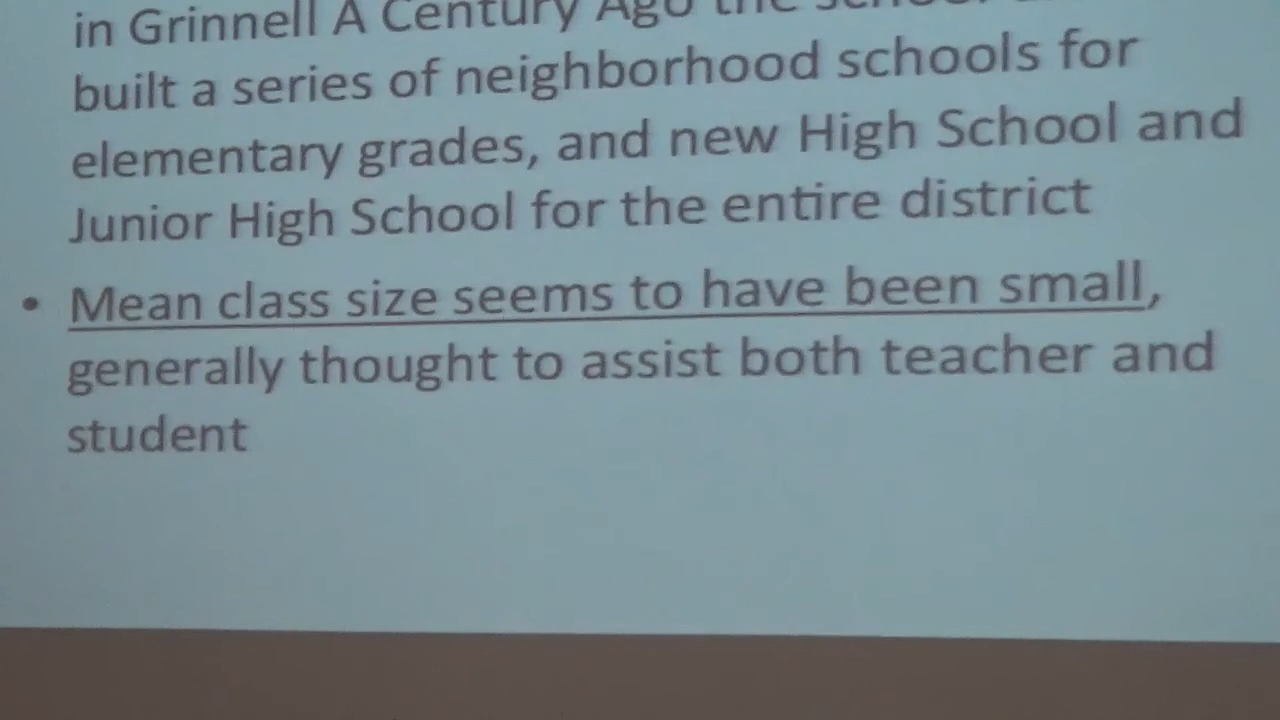 in Grinnell A Century Ago the school
built a series of neighborhood schools for
elementary grades, and new High School and
Junior High School for the entire district
• Mean class size seems to have been small,
generally thought to assist both teacher and
student